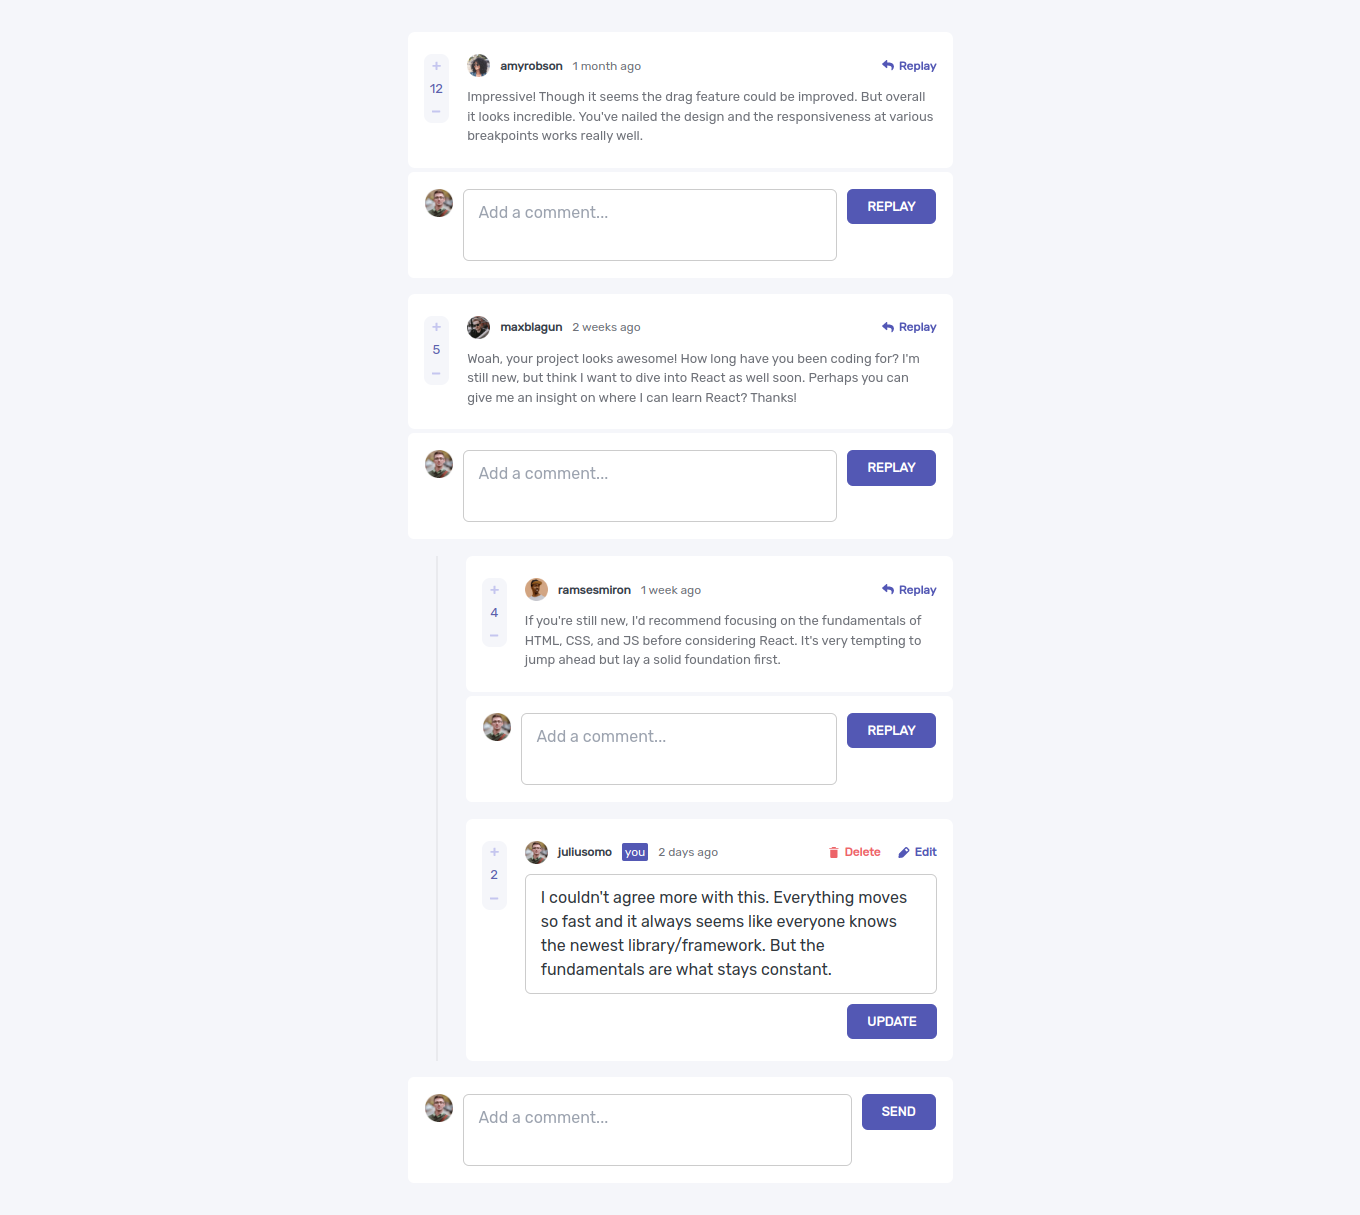 +
amyrobson 1 month ago Replay
12
Impressive! Though it seems the drag feature could be improved. But overall
it looks incredible. You've nailed the design and the responsiveness at various
breakpoints works really well.
−
Add a comment... REPLAY
+
maxblagun 2 weeks ago Replay
5
Woah, your project looks awesome! How long have you been coding for? I'm
still new, but think I want to dive into React as well soon. Perhaps you can
give me an insight on where I can learn React? Thanks!
−
Add a comment... REPLAY
+
ramsesmiron 1 week ago Replay
4
If you're still new, I'd recommend focusing on the fundamentals of
HTML, CSS, and JS before considering React. It's very tempting to
jump ahead but lay a solid foundation first.
−
Add a comment... REPLAY
+
juliusomo you 2 days ago Delete Edit
2
I couldn't agree more with this. Everything moves
so fast and it always seems like everyone knows
the newest library/framework. But the
fundamentals are what stays constant.
−
UPDATE
Add a comment... SEND